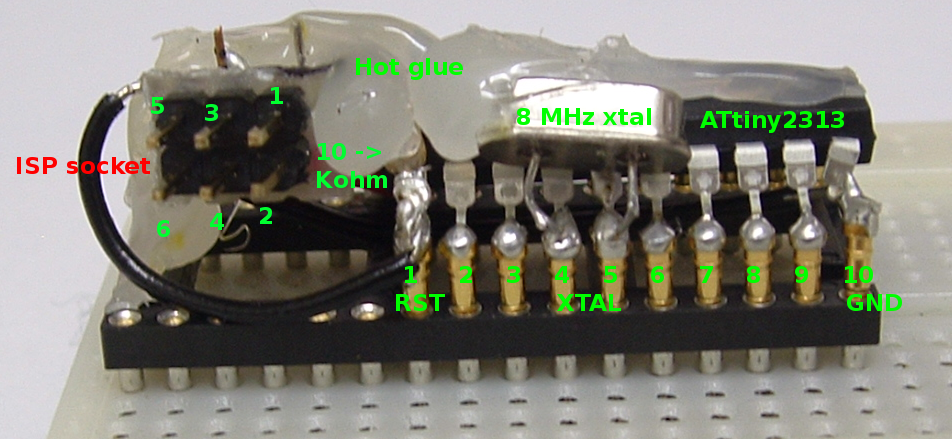 Hot glue
5 3 1
8 MHz xtal
ATtiny2313
ISP socket
10 ->
Kohm
6 4 2
1 2 3 4 5 6 7 8 9 10
RST XTAL GND